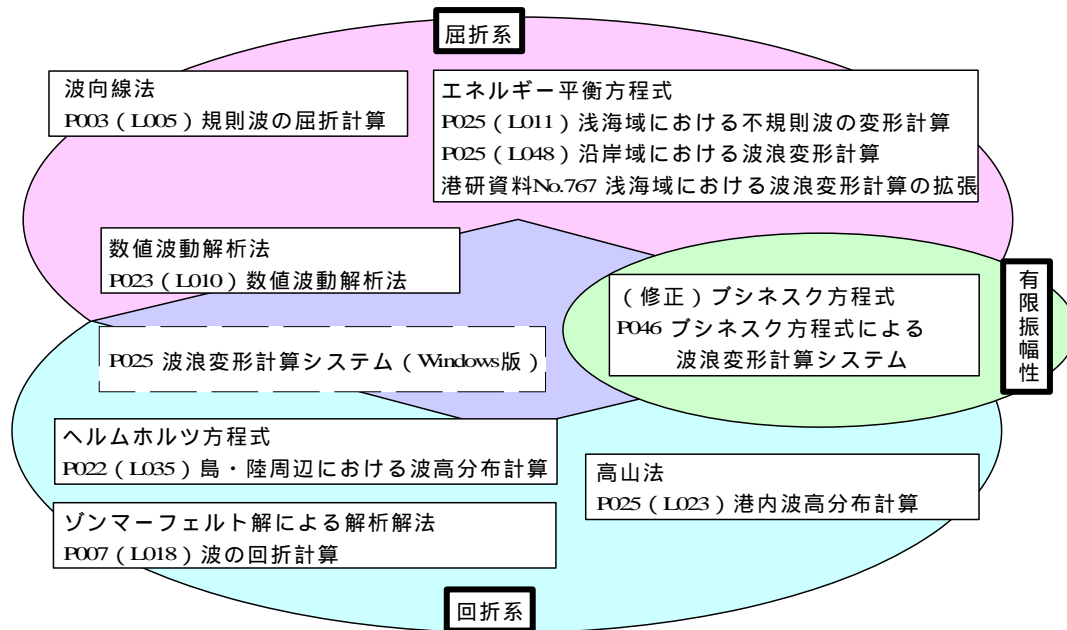 屈折系
波向線法
P003（L005）規則波の屈折計算
エネルギー平衡方程式
P025（L011）浅海域における不規則波の変形計算
P025（L048）沿岸域における波浪変形計算
港研資料No.767 浅海域における波浪変形計算の拡張
数値波動解析法
P023（L010）数値波動解析法
（修正）ブシネスク方程式
P046 ブシネスク方程式による
波浪変形計算システム
有限振幅性
P025 波浪変形計算システム（Windows版）
ヘルムホルツ方程式
P022（L035）島・陸周辺における波高分布計算
高山法
P025（L023）港内波高分布計算
ゾンマーフェルト解による解析解法
P007（L018）波の回折計算
回折系